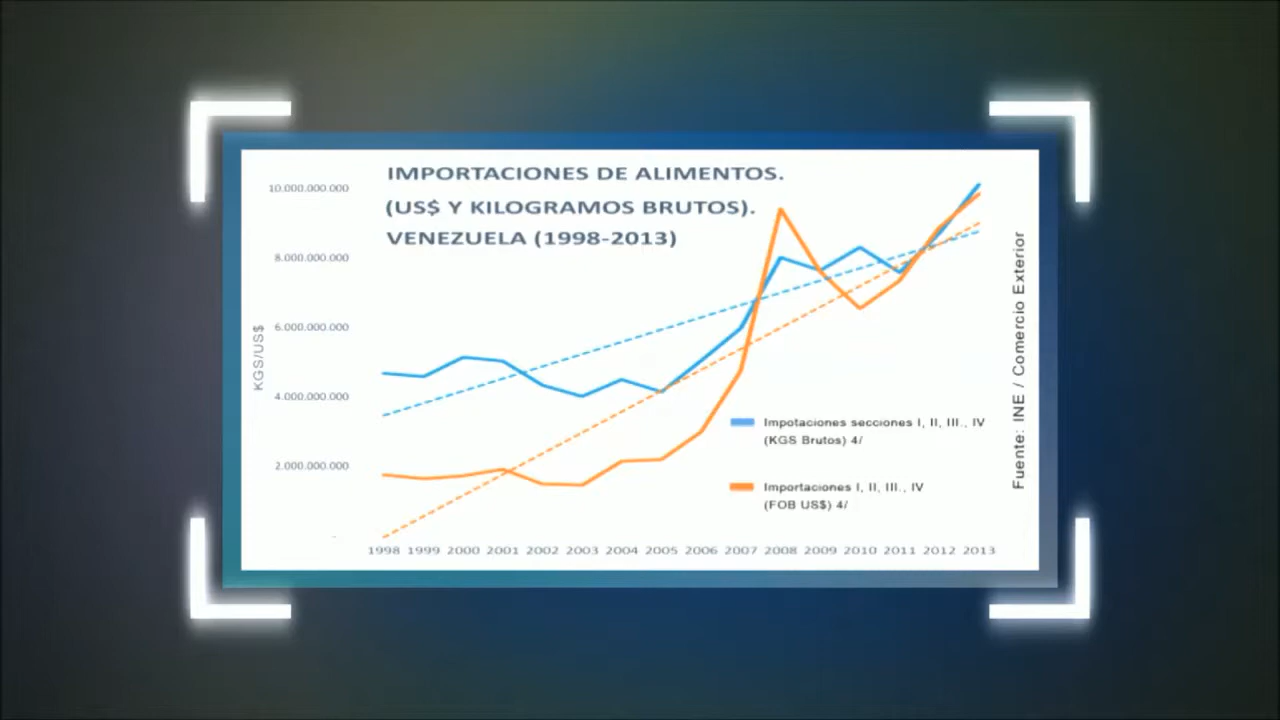 IMPORTACIONES DE ALIMENTOS.
(US$ Y KILOGRAMOS BRUTOS).
VENEZUELA (1998-2013)
10.000.000.000
8.000.000.000
6.000.000.000
4.000.000.000
2.000.000.000
-
KGS/US$
Impotaciones secciones I, II, III., IV
(KGS Brutos) 4/
Importaciones I, II, III., IV
(FOB US$) 4/
1998 1999 2000 2001 2002 2003 2004 2005 2006 2007 2008 2009 2010 2011 2012 2013
Fuente: INE / Comercio Exterior